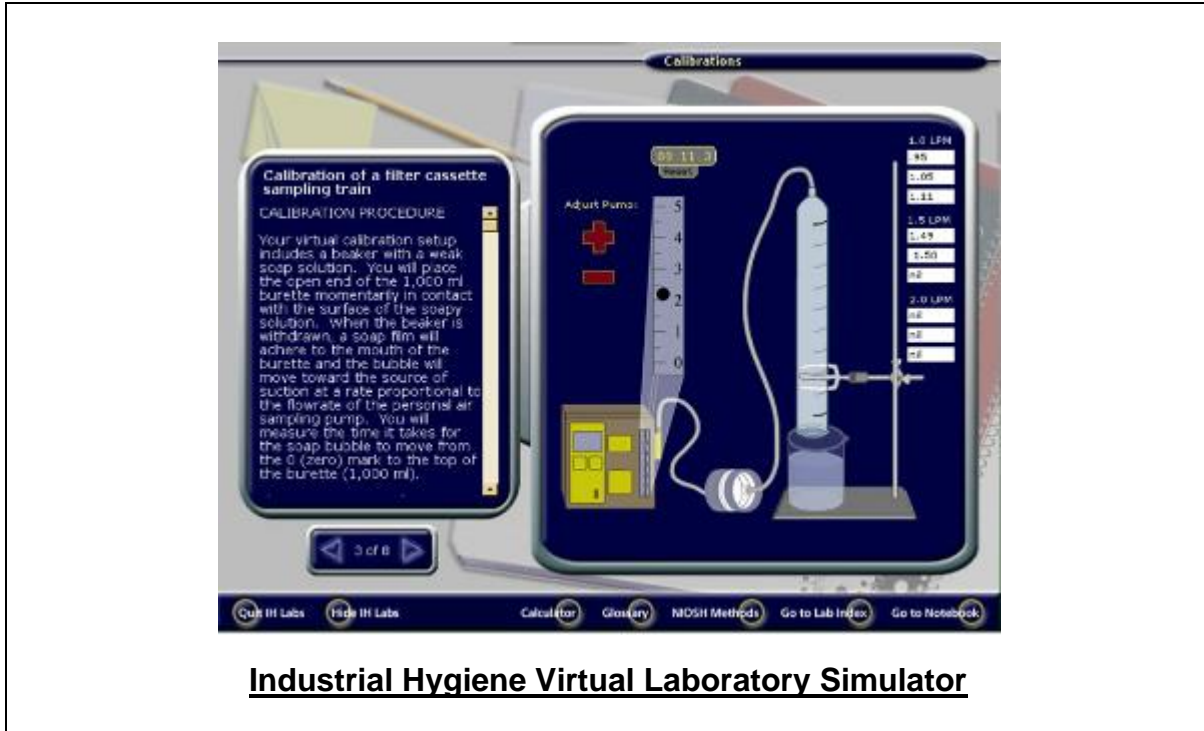 Calibrations
Calibration of a filter cassette
sampling train
CALIBRATION PROCEDURE
Your virtual calibration setup
includes a beaker with a weak
soap solution. You will place
the open end of the 1,000 ml
burette momentarily in contact
with the surface of the soapy
solution. When the beaker is
withdrawn, a soap film will
adhere to the mouth of the
burette and the bubble will
move toward the source of
suction at a rate proportional to
the flowrate of the personal air
sampling pump. You will
measure the time it takes for
the soap bubble to move from
the 0 (zero) mark to the top of
the burette (1,000 ml).
3 of 8
Adjust Pump:
Reset
5
4
3
2
1
0
1.0 LPM
.95
1.05
1.11
1.5 LPM
1.49
1.50
2.0 LPM
Quit IH Labs
Hide IH Labs
Calculator
Glossary
NIOSH Methods
Go to Lab Index
Go to Notebook
Industrial Hygiene Virtual Laboratory Simulator